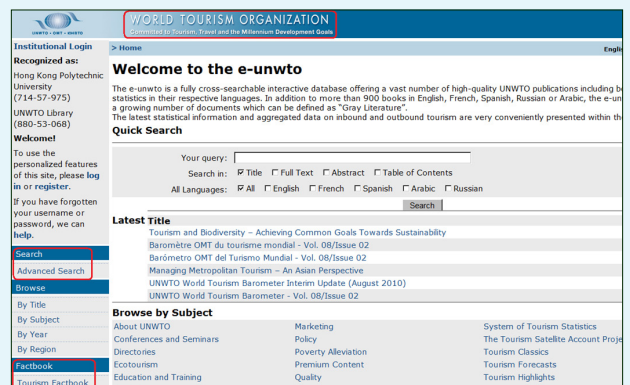 UNWTO • OMT • ЮНВТО
WORLD TOURISM ORGANIZATION
Committed to Tourism, Travel and the Millennium Development Goals
Institutional Login
Recognized as:
Hong Kong Polytechnic
University
(714-57-975)
UNWTO Library
(880-53-068)
Welcome!
To use the
personalized features
of this site, please log
in or register.
If you have forgotten
your username or
password, we can
help.
Search
Advanced Search
Browse
By Title
By Subject
By Year
By Region
Factbook
Tourism Factbook
> Home
Englis
Welcome to the e-unwto
The e-unwto is a fully cross-searchable interactive database offering a vast number of high-quality UNWTO publications including bo
statistics in their respective languages. In addition to more than 900 books in English, French, Spanish, Russian or Arabic, the e-un
a growing number of documents which can be defined as "Gray Literature".
The latest statistical information and aggregated data on inbound and outbound tourism are very conveniently presented within th
Quick Search
Your query:
Search in: Title Full Text Abstract Table of Contents
All Languages: All English French Spanish Arabic Russian
Search
Latest Title
Tourism and Biodiversity – Achieving Common Goals Towards Sustainability
Baromètre OMT du tourisme mondial - Vol. 08/Issue 02
Barómetro OMT del Turismo Mundial - Vol. 08/Issue 02
Managing Metropolitan Tourism – An Asian Perspective
UNWTO World Tourism Barometer Interim Update (August 2010)
UNWTO World Tourism Barometer - Vol. 08/Issue 02
Browse by Subject
About UNWTO Marketing System of Tourism Statistics
Conferences and Seminars Policy The Tourism Satellite Account Proje
Directories Poverty Alleviation Tourism Classics
Ecotourism Premium Content Tourism Forecasts
Education and Training Quality Tourism Highlights